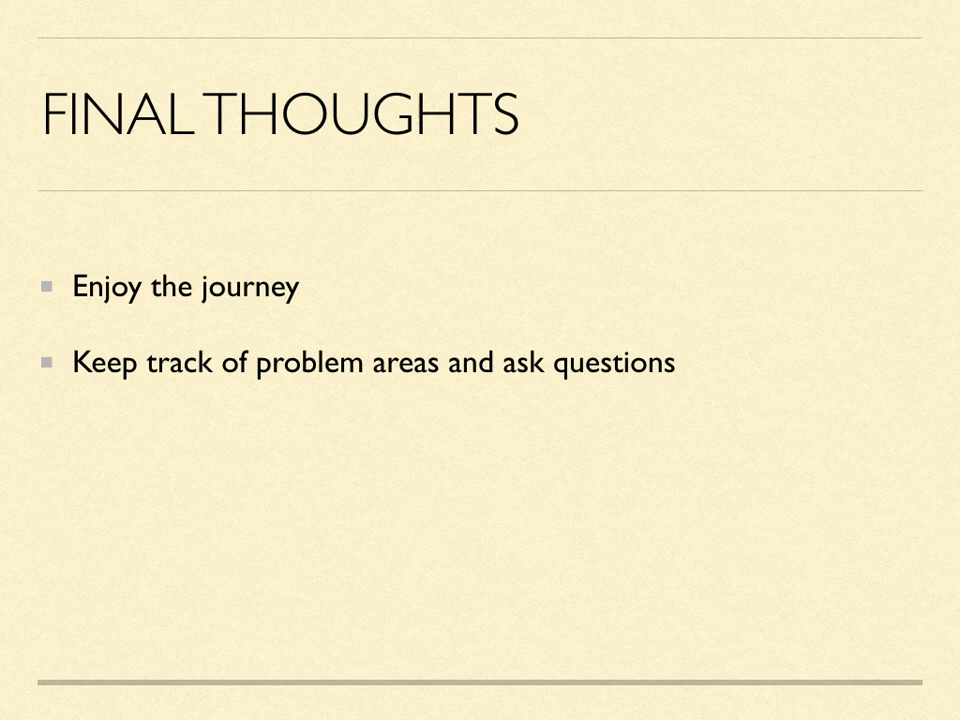 FINAL THOUGHTS
Enjoy the journey
Keep track of problem areas and ask questions